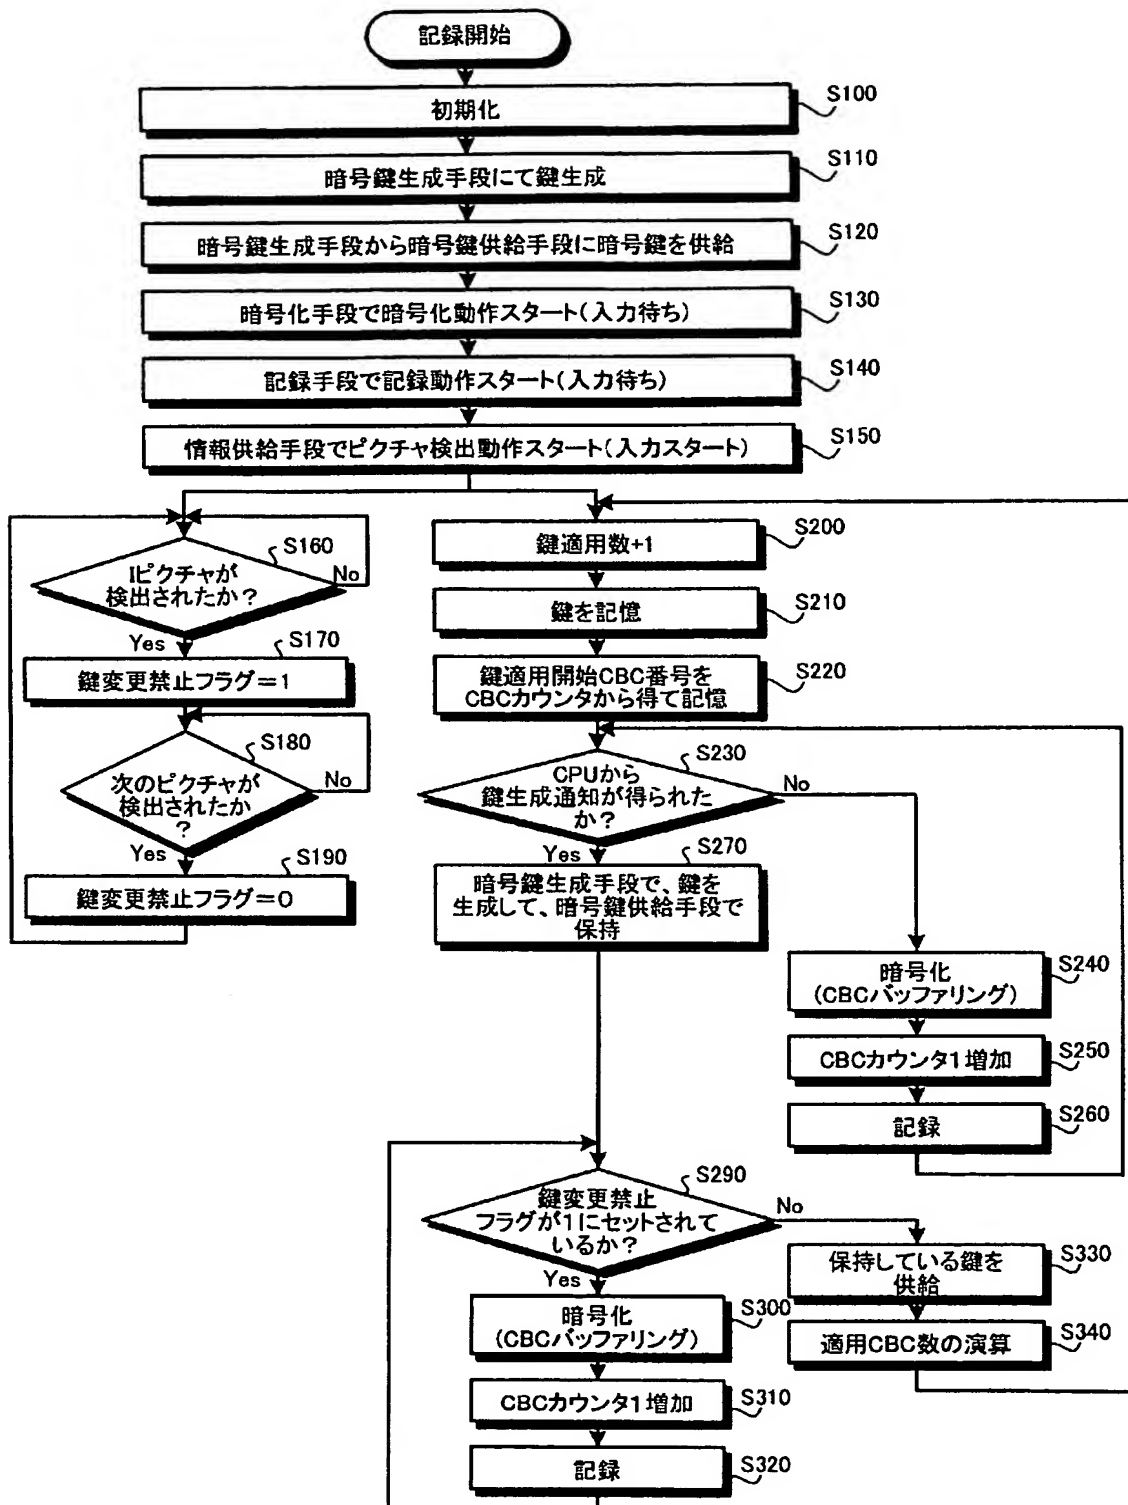 記録開始
初期化
S100
暗号鍵生成手段にて鍵生成
S110
暗号鍵生成手段から暗号鍵供給手段に暗号鍵を供給
S120
暗号化手段で暗号化動作スタート(入力待ち)
S130
記録手段で記録動作スタート(入力待ち)
S140
情報供給手段でピクチャ検出動作スタート(入力スタート)
S150
S160
Iピクチャが
検出されたか?
No
Yes
S170
鍵変更禁止フラグ=1
S180
次のピクチャが
検出されたか
?
No
Yes
S190
鍵変更禁止フラグ=0
鍵適用数+1
S200
鍵を記憶
S210
鍵適用開始CBC番号を
CBCカウンタから得て記憶
S220
S230
CPUから
鍵生成通知が得られた
か?
No
Yes
S270
暗号鍵生成手段で、鍵を
生成して、暗号鍵供給手段で
保持
暗号化
(CBCバッファリング)
S240
CBCカウンタ1増加
S250
記録
S260
S290
鍵変更禁止
フラグが1にセットされて
いるか?
No
Yes
暗号化
(CBCバッファリング)
S300
CBCカウンタ1増加
S310
記録
S320
保持している鍵を
供給
S330
適用CBC数の演算
S340